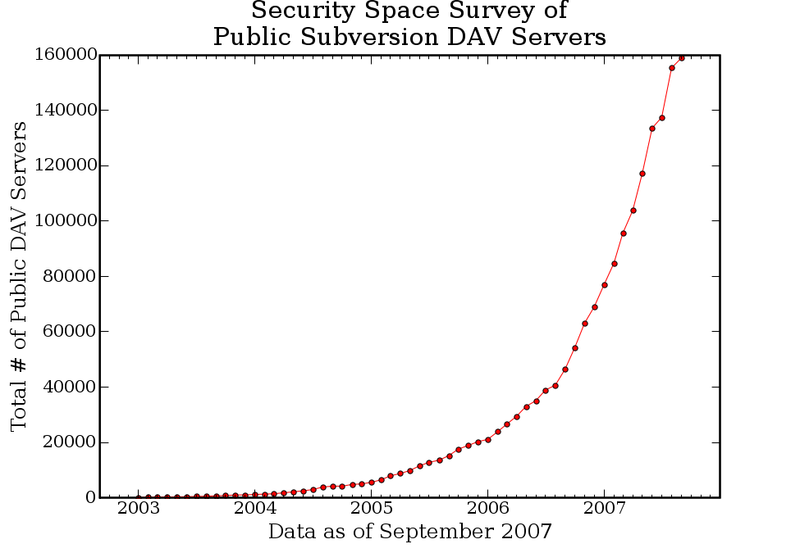 Security Space Survey of
Public Subversion DAV Servers
Total # of Public DAV Servers
160000
140000
120000
100000
80000
60000
40000
20000
0
2003 2004 2005 2006 2007
Data as of September 2007